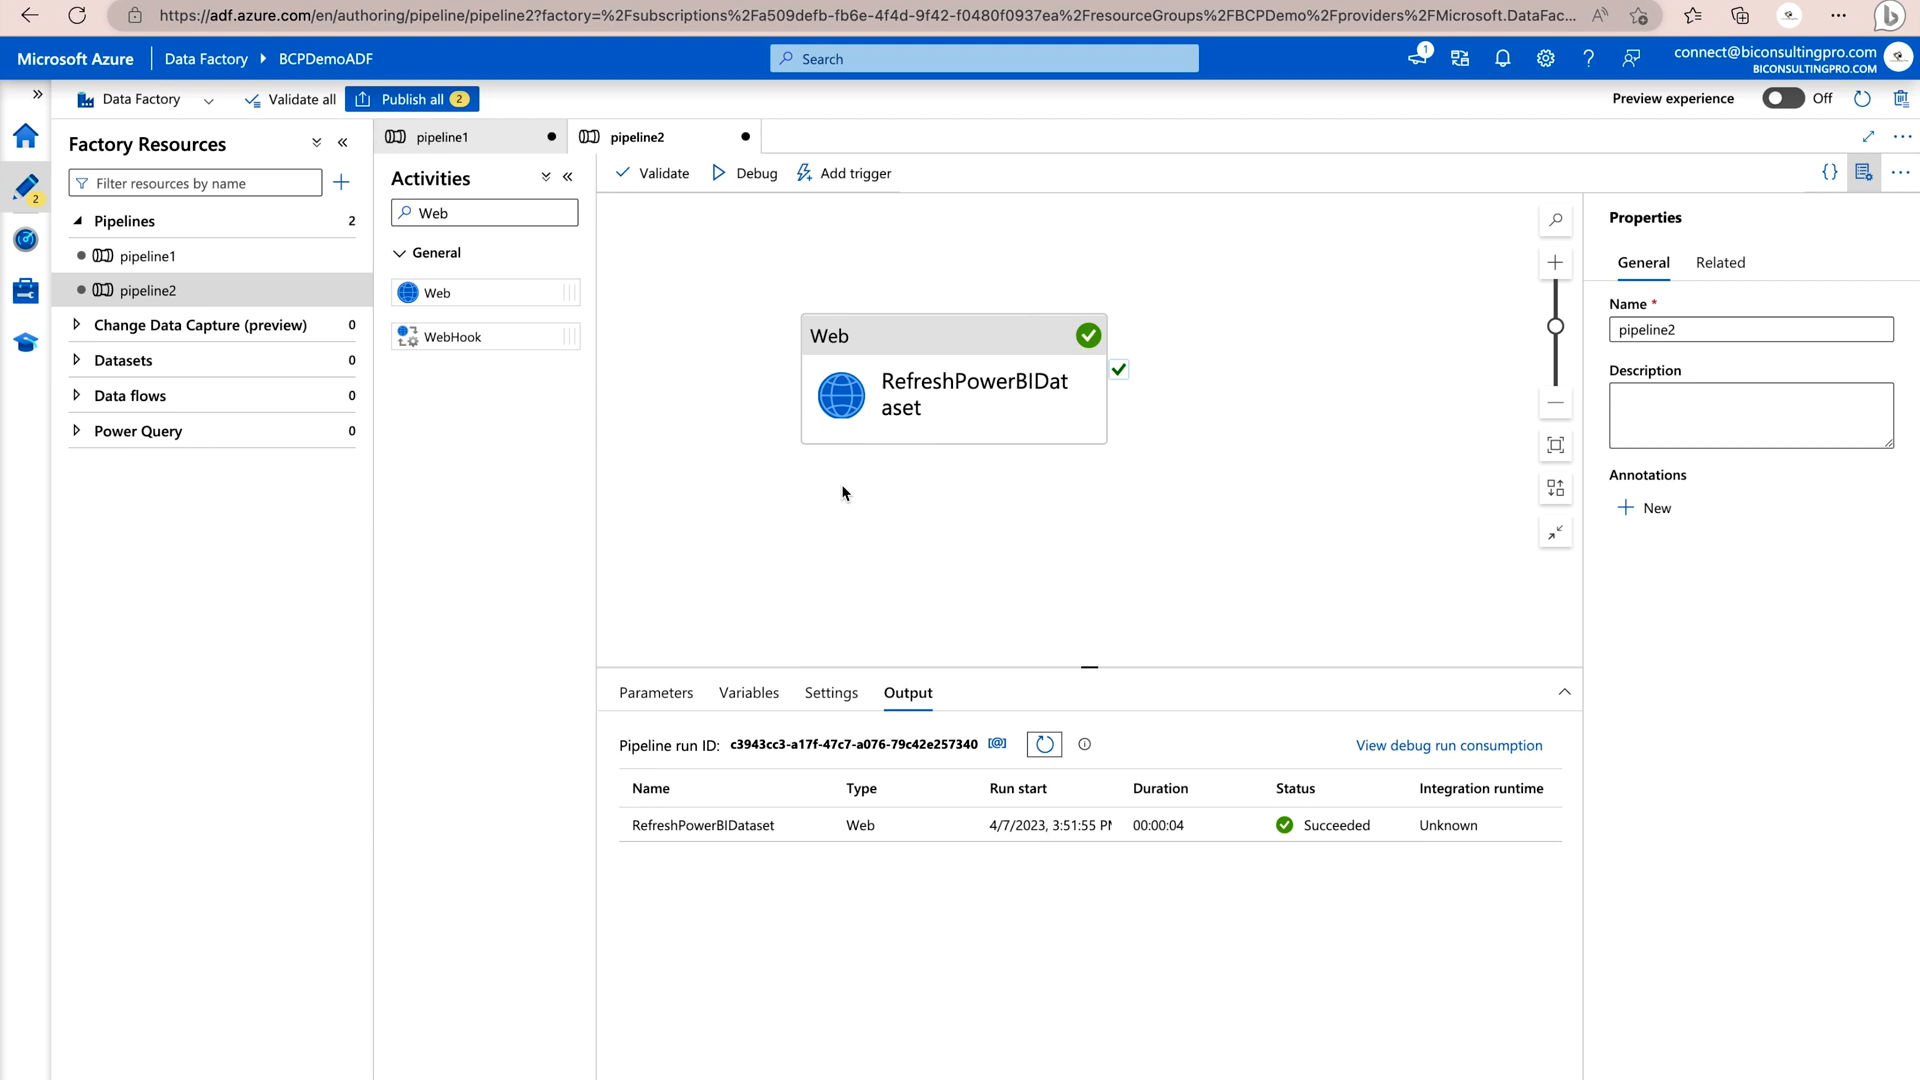 https://adf.azure.com/en/authoring/pipeline/pipeline2?factory=%2Fsubscriptions%2Fa509defb-fb6e-4f4d-9f42-f0480f0937ea%2FresourceGroups%2FBCPDemo%2Fproviders%2FMicrosoft.DataFac...
Microsoft Azure
Data Factory
BCPDemoADF
Search
1
connect@biconsultingpro.com
BICONSULTINGPRO.COM
Data Factory
Validate all
Publish all 2
Preview experience
Off
2
Factory Resources
Filter resources by name
Pipelines 2
pipeline1
pipeline2
Change Data Capture (preview) 0
Datasets 0
Data flows 0
Power Query 0
pipeline1
pipeline2
Activities
Web
General
Web
WebHook
Validate
Debug
Add trigger
Web
RefreshPowerBIDat
aset
Parameters
Variables
Settings
Output
Pipeline run ID: c3943cc3-a17f-47c7-a076-79c42e257340
View debug run consumption
Name Type Run start Duration Status Integration runtime
RefreshPowerBIDataset Web 4/7/2023, 3:51:55 PM 00:00:04 Succeeded Unknown
Properties
General
Related
Name *
pipeline2
Description
Annotations
New